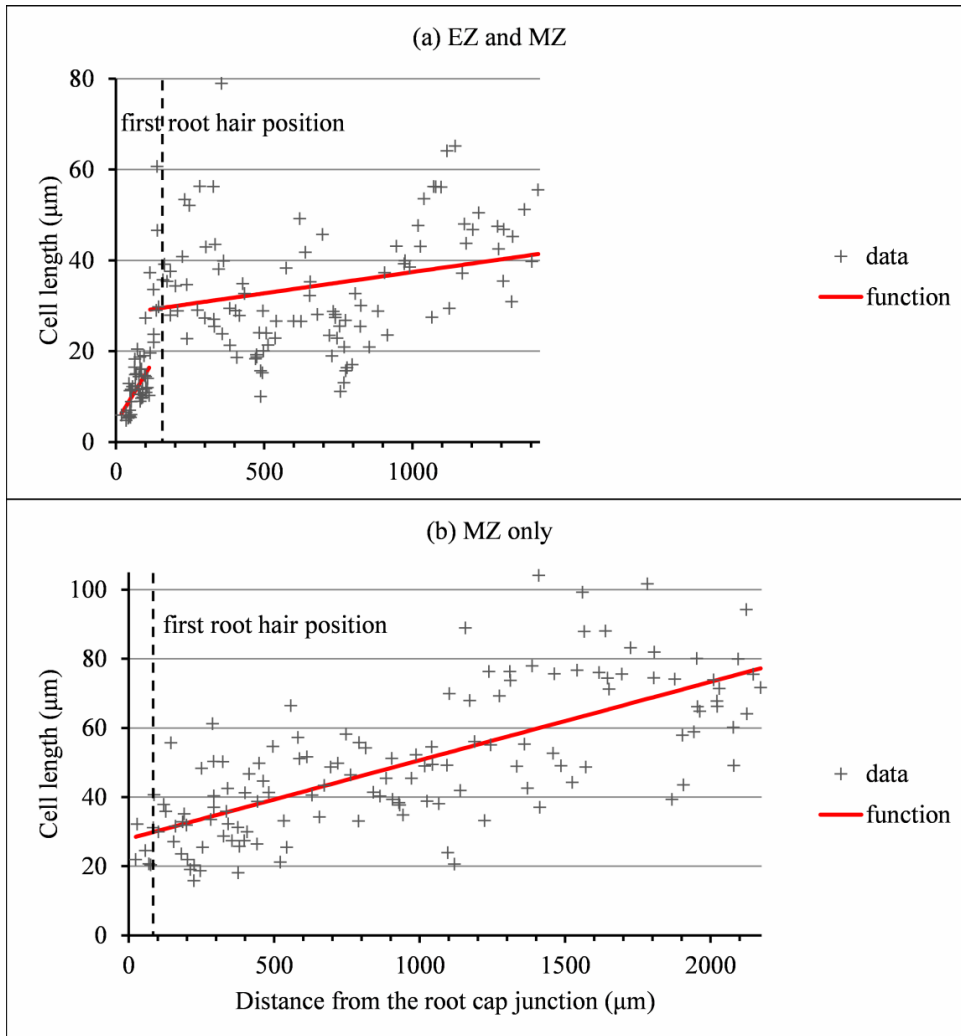 (a) EZ and MZ
80
first root hair position
60
Cell length (μm)
40
20
0
0 500 1000
data
function
(b) MZ only
100
first root hair position
80
Cell length (μm)
60
40
20
0
0 500 1000 1500 2000
Distance from the root cap junction (μm)
data
function